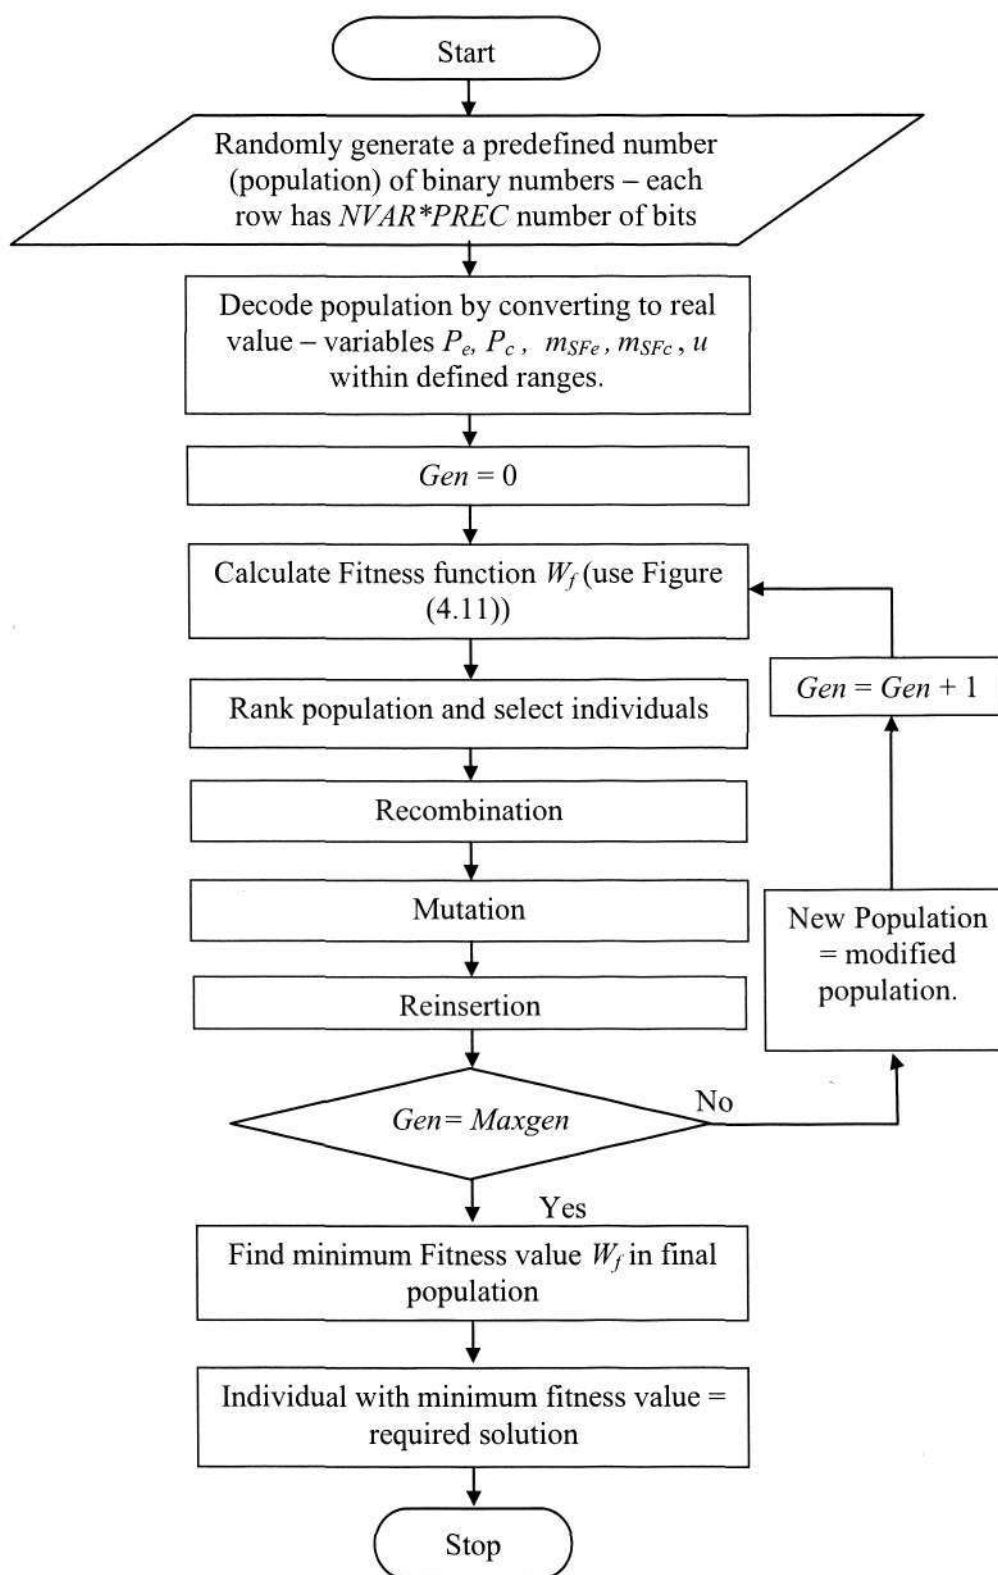 Start
Randomly generate a predefined number
(population) of binary numbers – each
row has NVAR*PREC number of bits
Decode population by converting to real
value – variables Pe, Pc , mSFe, mSFc, u
within defined ranges.
Gen = 0
Calculate Fitness function Wf (use Figure
(4.11))
Gen = Gen + 1
Rank population and select individuals
Recombination
Mutation
New Population
= modified
population.
Reinsertion
Gen= Maxgen
No
Yes
Find minimum Fitness value Wf in final
population
Individual with minimum fitness value =
required solution
Stop